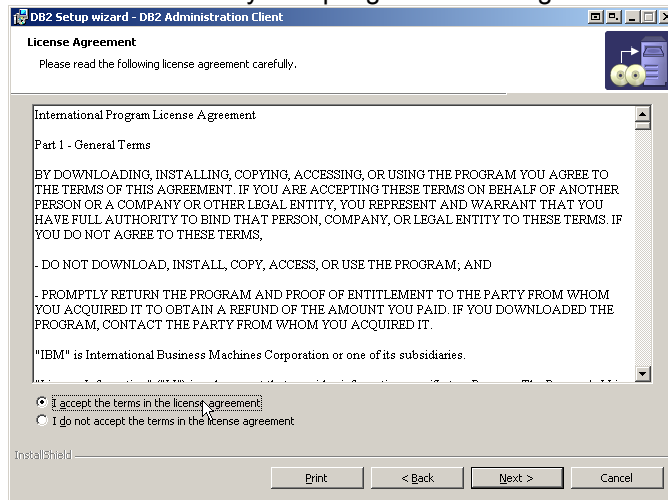 DB2 Setup wizard - DB2 Administration Client
License Agreement
Please read the following license agreement carefully.
International Program License Agreement
Part 1 - General Terms
BY DOWNLOADING, INSTALLING, COPYING, ACCESSING, OR USING THE PROGRAM YOU AGREE TO
THE TERMS OF THIS AGREEMENT. IF YOU ARE ACCEPTING THESE TERMS ON BEHALF OF ANOTHER
PERSON OR A COMPANY OR OTHER LEGAL ENTITY, YOU REPRESENT AND WARRANT THAT YOU
HAVE FULL AUTHORITY TO BIND THAT PERSON, COMPANY, OR LEGAL ENTITY TO THESE TERMS. IF
YOU DO NOT AGREE TO THESE TERMS,
- DO NOT DOWNLOAD, INSTALL, COPY, ACCESS, OR USE THE PROGRAM; AND
- PROMPTLY RETURN THE PROGRAM AND PROOF OF ENTITLEMENT TO THE PARTY FROM WHOM
YOU ACQUIRED IT TO OBTAIN A REFUND OF THE AMOUNT YOU PAID. IF YOU DOWNLOADED THE
PROGRAM, CONTACT THE PARTY FROM WHOM YOU ACQUIRED IT.
"IBM" is International Business Machines Corporation or one of its subsidiaries.
I accept the terms in the license agreement
I do not accept the terms in the license agreement
InstallShield
Print
< Back
Next >
Cancel